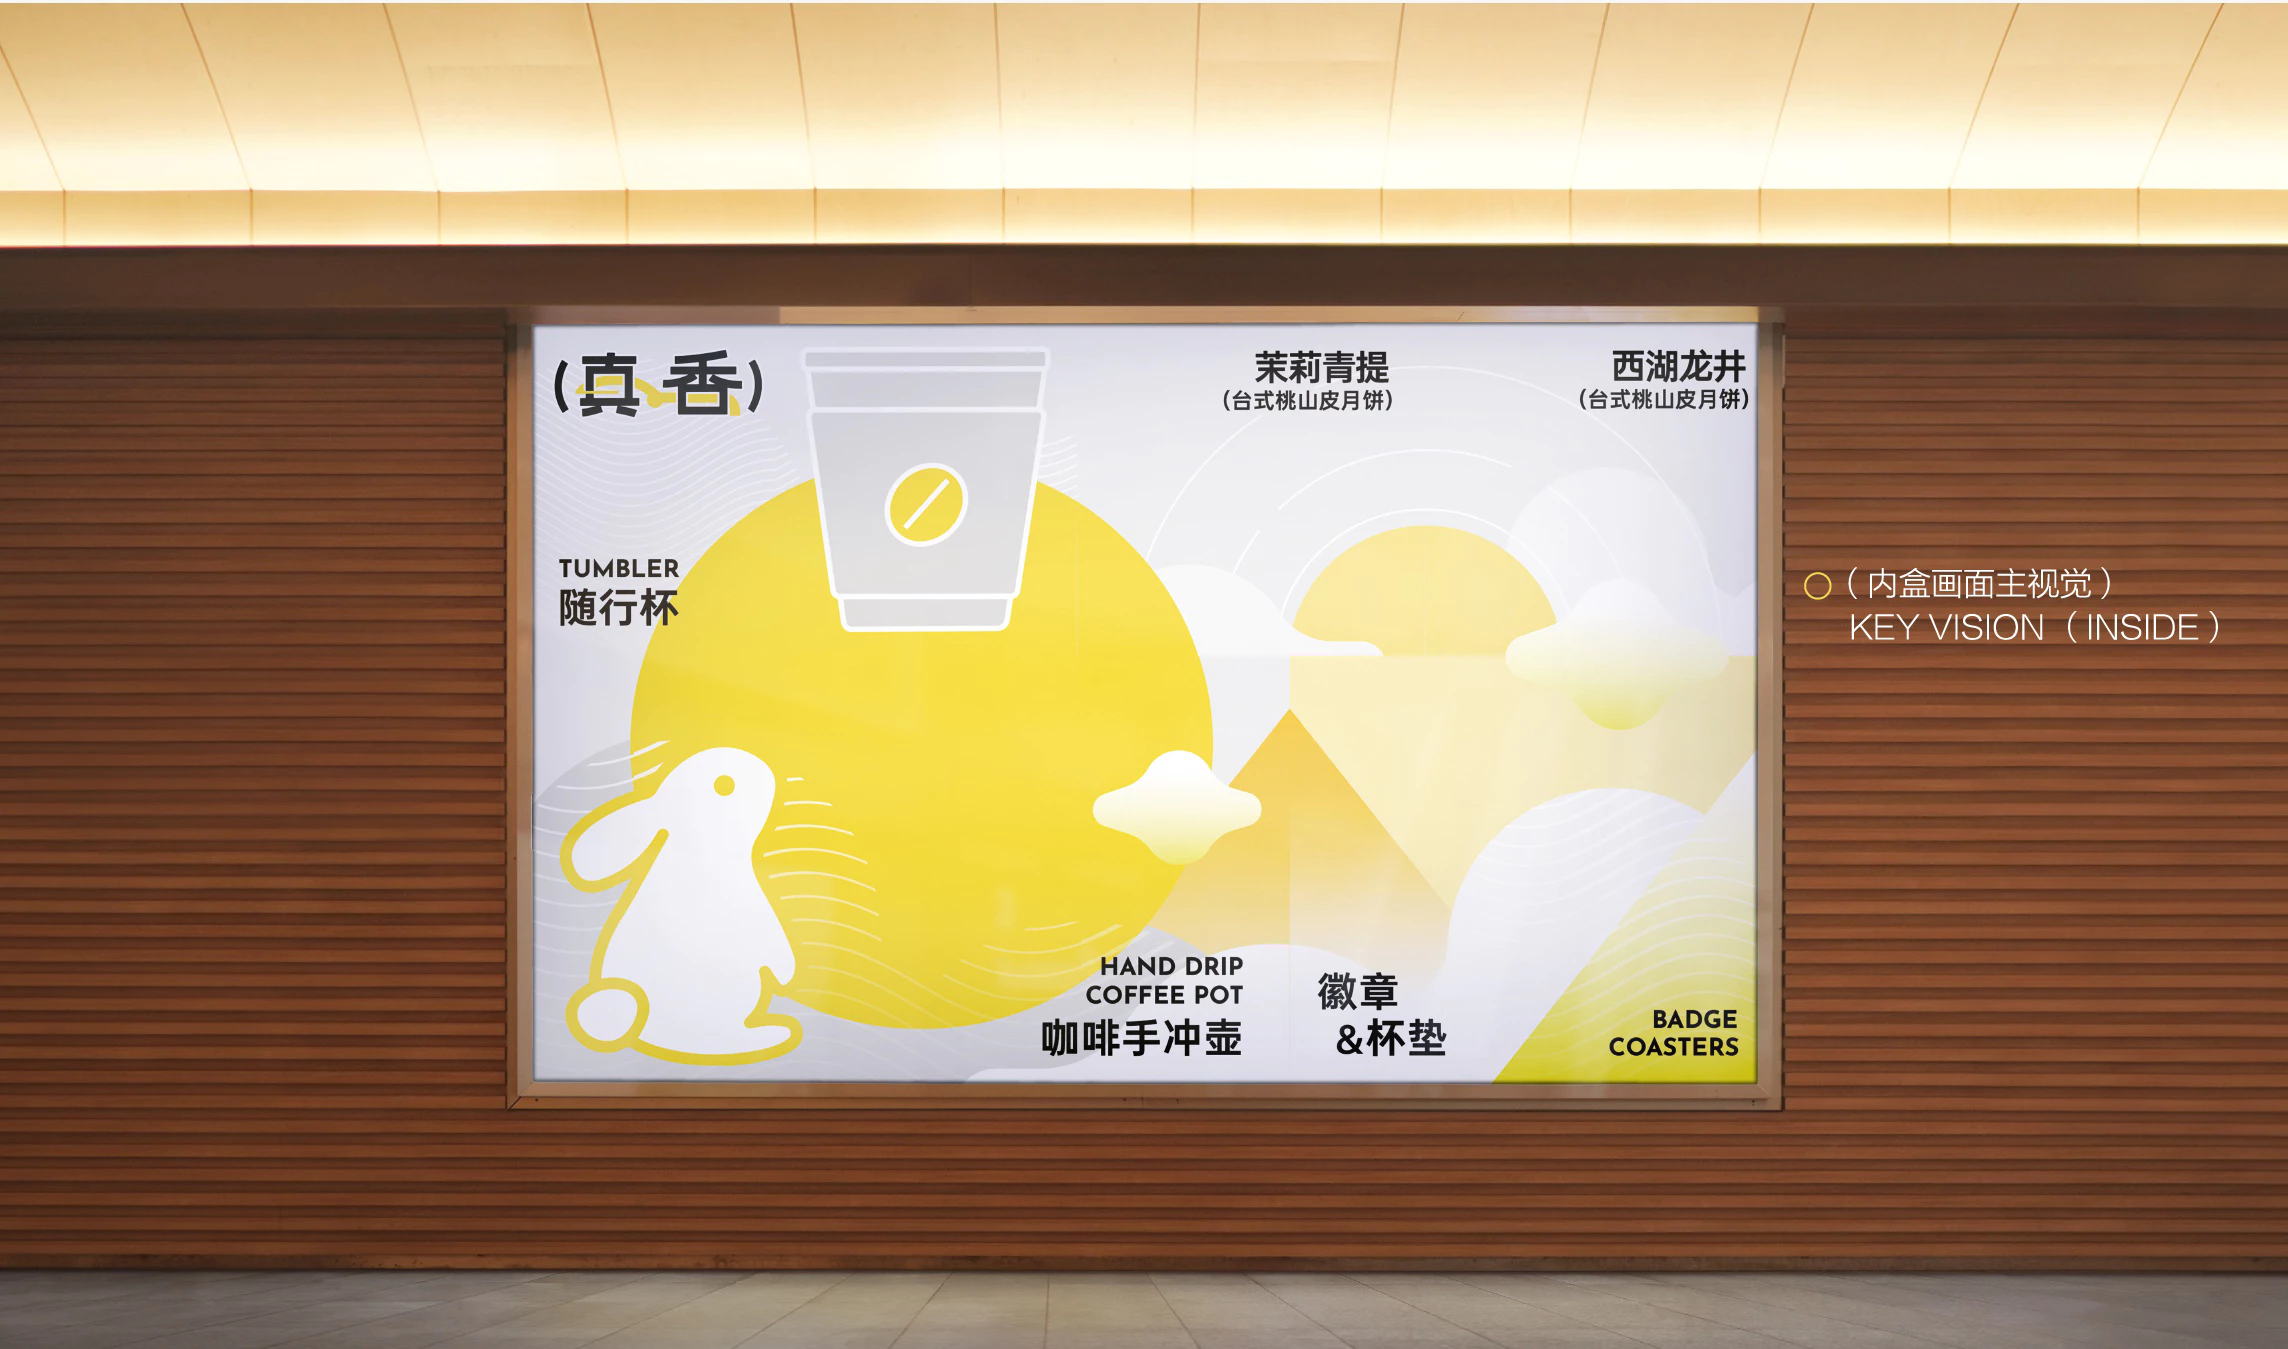 （真香）
茉莉青提
（台式桃山皮月饼）
西湖龙井
（台式桃山皮月饼）
TUMBLER
随行杯
（内盒画面主视觉）
KEY VISION（INSIDE）
HAND DRIP
COFFEE POT
咖啡手冲壶
徽章
&杯垫
BADGE
COASTERS